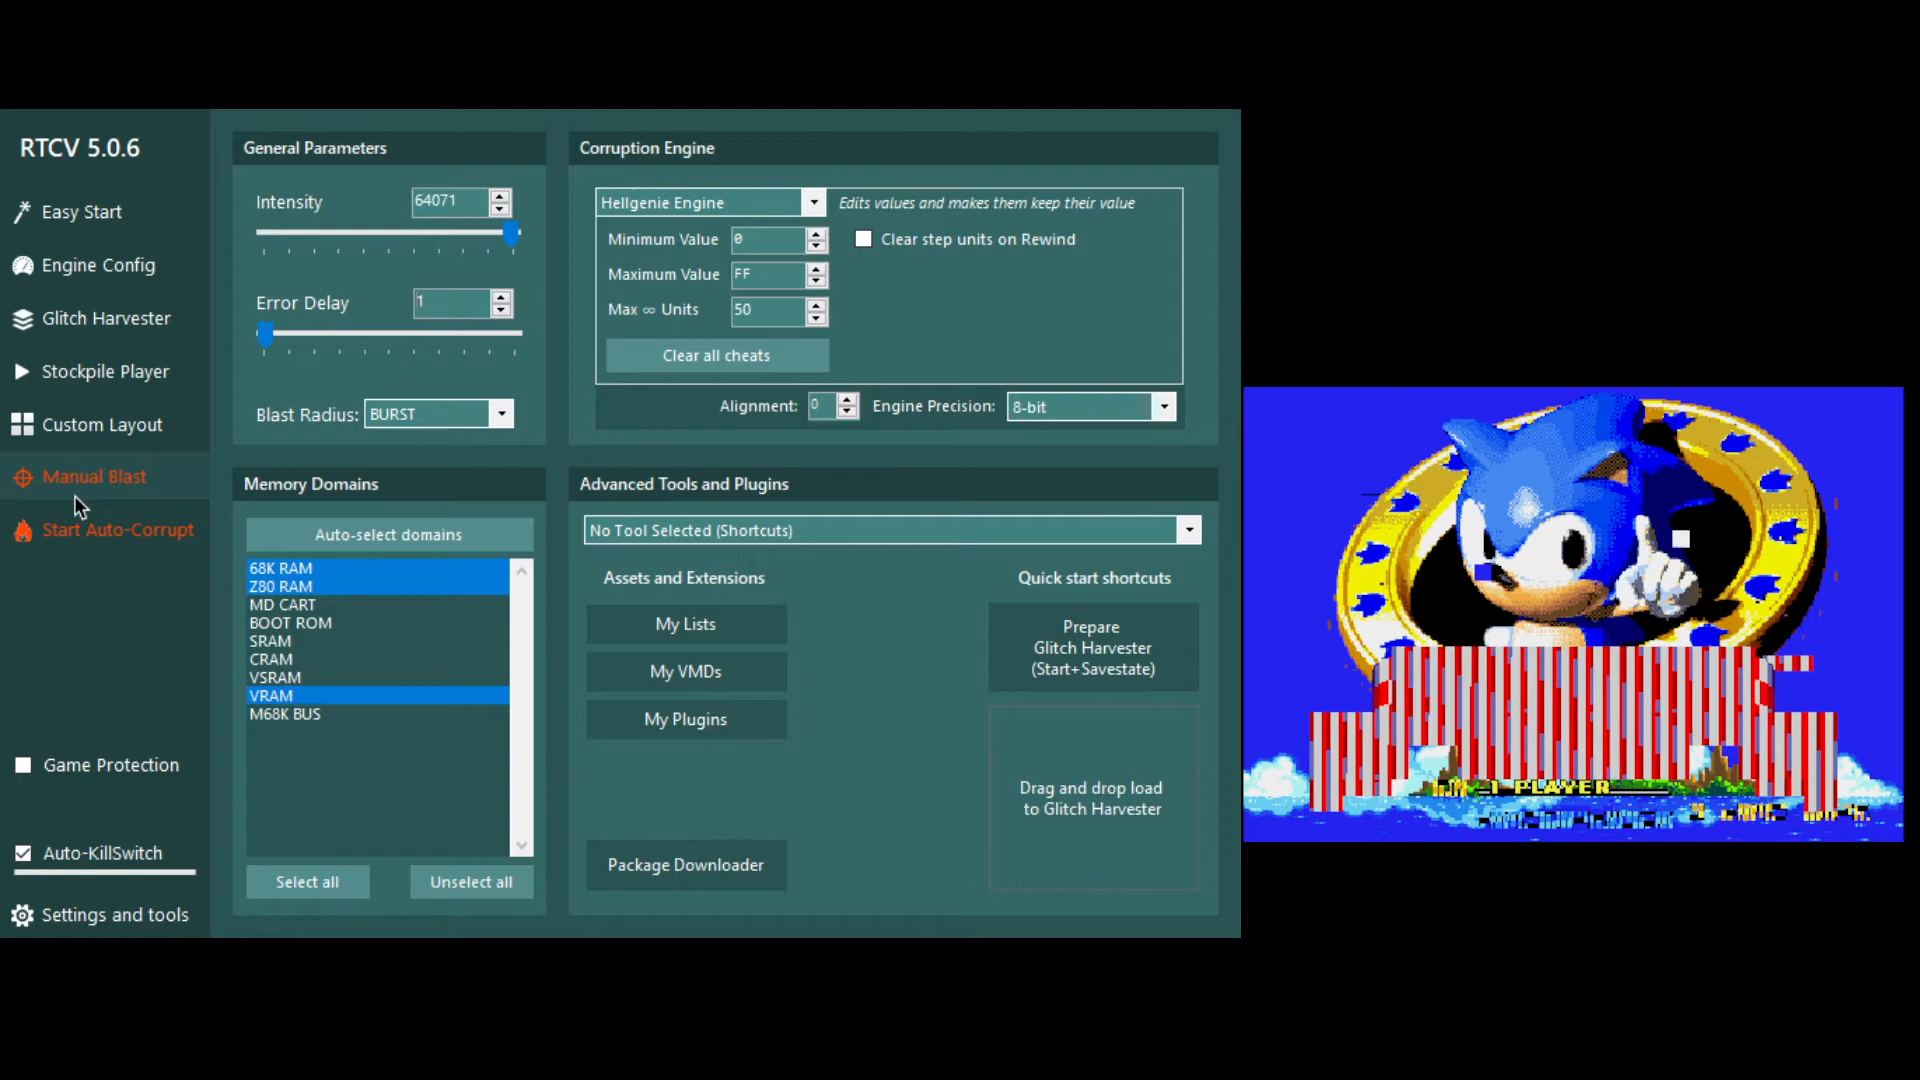 RTCV 5.0.6
Easy Start
Engine Config
Glitch Harvester
Stockpile Player
Custom Layout
Manual Blast
Start Auto-Corrupt
Game Protection
Auto-KillSwitch
Settings and tools
General Parameters
Intensity 64071
Error Delay 1
Blast Radius: BURST
Corruption Engine
Hellgenie Engine Edits values and makes them keep their value
Minimum Value 0 Clear step units on Rewind
Maximum Value FF
Max ∞ Units 50
Clear all cheats
Alignment: 0 Engine Precision: 8-bit
Memory Domains
Auto-select domains
68K RAM
Z80 RAM
MD CART
BOOT ROM
SRAM
CRAM
VSRAM
VRAM
M68K BUS
Select all Unselect all
Advanced Tools and Plugins
No Tool Selected (Shortcuts)
Assets and Extensions
My Lists
My VMDs
My Plugins
Package Downloader
Quick start shortcuts
Prepare
Glitch Harvester
(Start+Savestate)
Drag and drop load
to Glitch Harvester
1 PLAYER